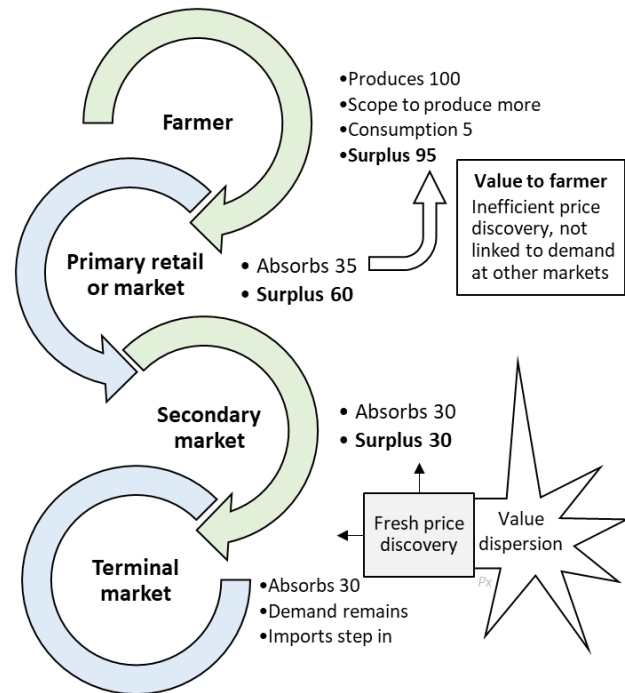 Farmer
•Produces 100
•Scope to produce more
•Consumption 5
•Surplus 95
Value to farmer
Inefficient price
discovery, not
linked to demand
at other markets
Primary retail
or market
• Absorbs 35
• Surplus 60
Secondary
market
• Absorbs 30
• Surplus 30
Fresh price
discovery
Value
dispersion
Px
Terminal
market
•Absorbs 30
•Demand remains
•Imports step in